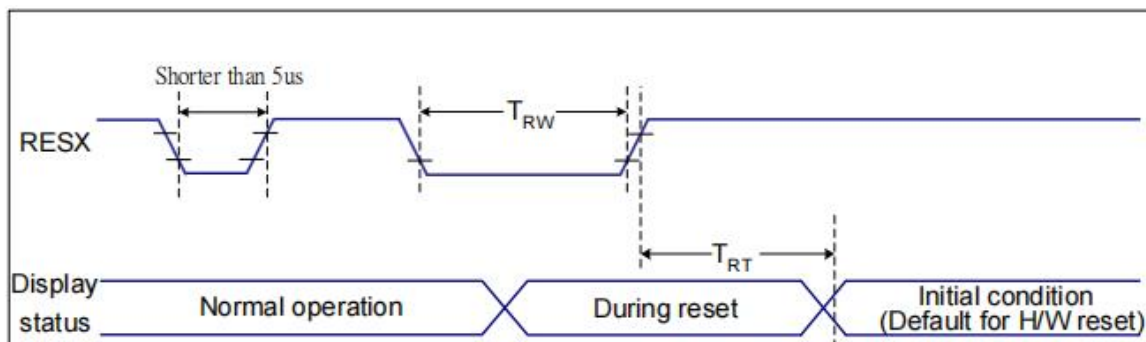 Shorter than 5us
RESX
TRW
TRT
Display
status
Normal operation
During reset
Initial condition
(Default for H/W reset)